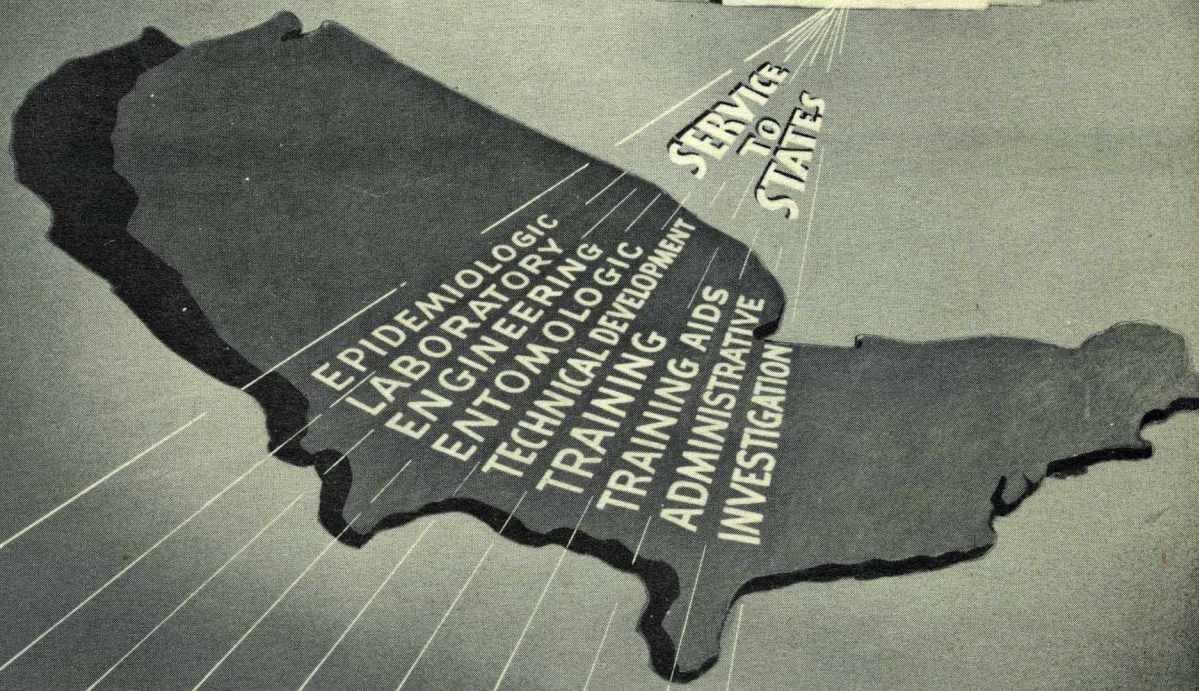 SERVICE
TO
STATES
EPIDEMIOLOGIC
LABORATORY
ENGINEERING
ENTOMOLOGIC
TECHNICAL DEVELOPMENT
TRAINING
TRAINING AIDS
ADMINISTRATIVE
INVESTIGATION